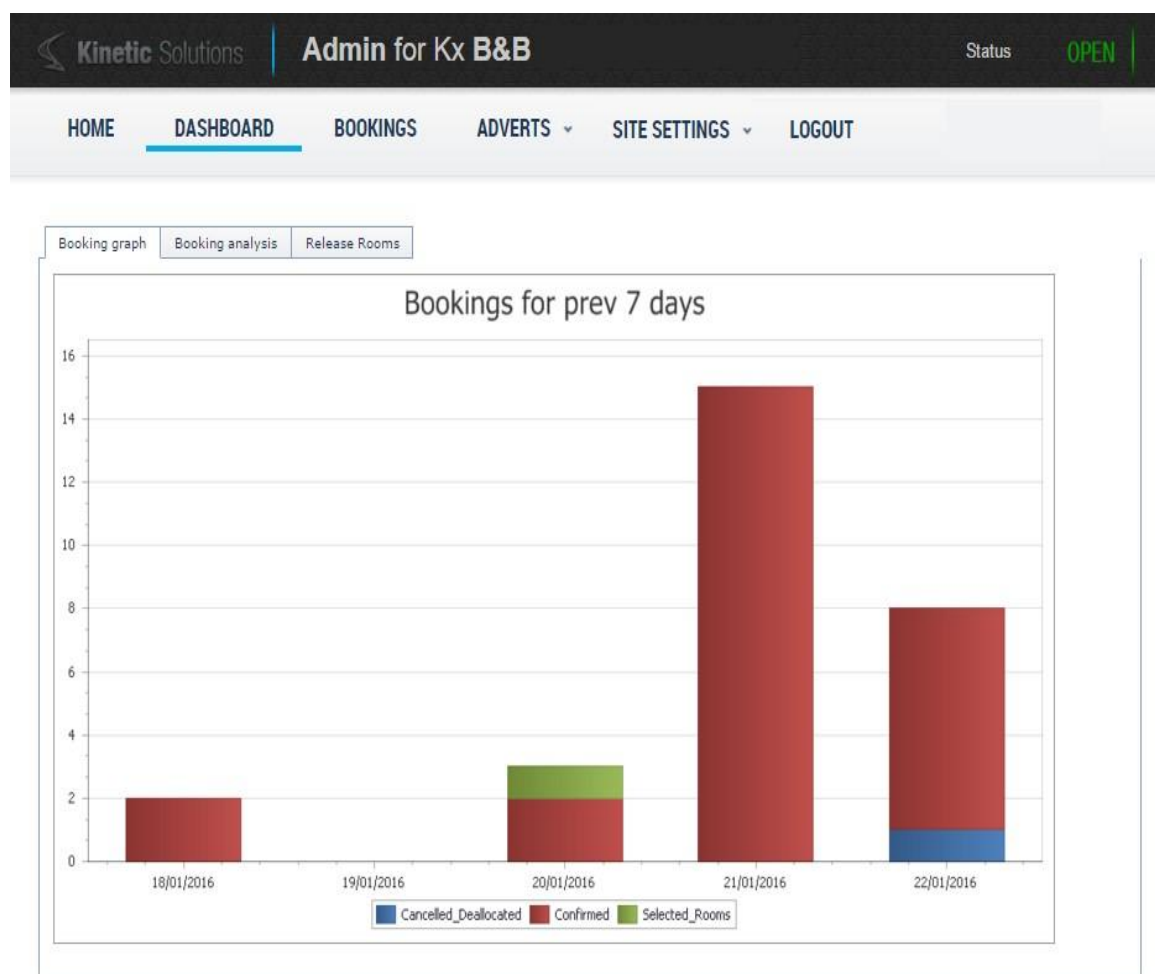 Kinetic Solutions Admin for Kx B&B Status OPEN
HOME DASHBOARD BOOKINGS ADVERTS SITE SETTINGS LOGOUT
Booking graph Booking analysis Release Rooms
Bookings for prev 7 days
16
14
12
10
8
6
4
2
0
18/01/2016 19/01/2016 20/01/2016 21/01/2016 22/01/2016
Cancelled_Deallocated Confirmed Selected_Rooms